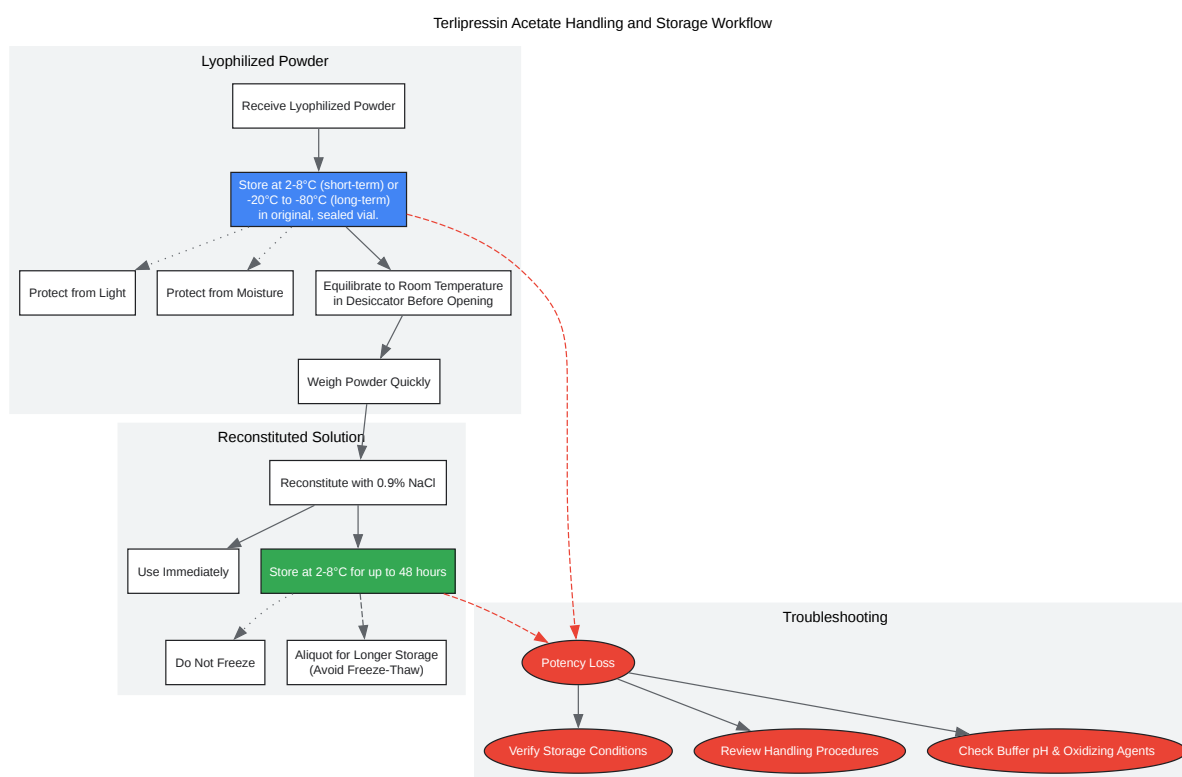 Terlipressin Acetate Handling and Storage Workflow
Lyophilized Powder
Receive Lyophilized Powder
Store at 2-8°C (short-term) or
-20°C to -80°C (long-term)
in original, sealed vial.
Protect from Light
Protect from Moisture
Equilibrate to Room Temperature
in Desiccator Before Opening
Weigh Powder Quickly
Reconstituted Solution
Reconstitute with 0.9% NaCl
Use Immediately
Store at 2-8°C for up to 48 hours
Do Not Freeze
Aliquot for Longer Storage
(Avoid Freeze-Thaw)
Troubleshooting
Potency Loss
Verify Storage Conditions
Review Handling Procedures
Check Buffer pH & Oxidizing Agents